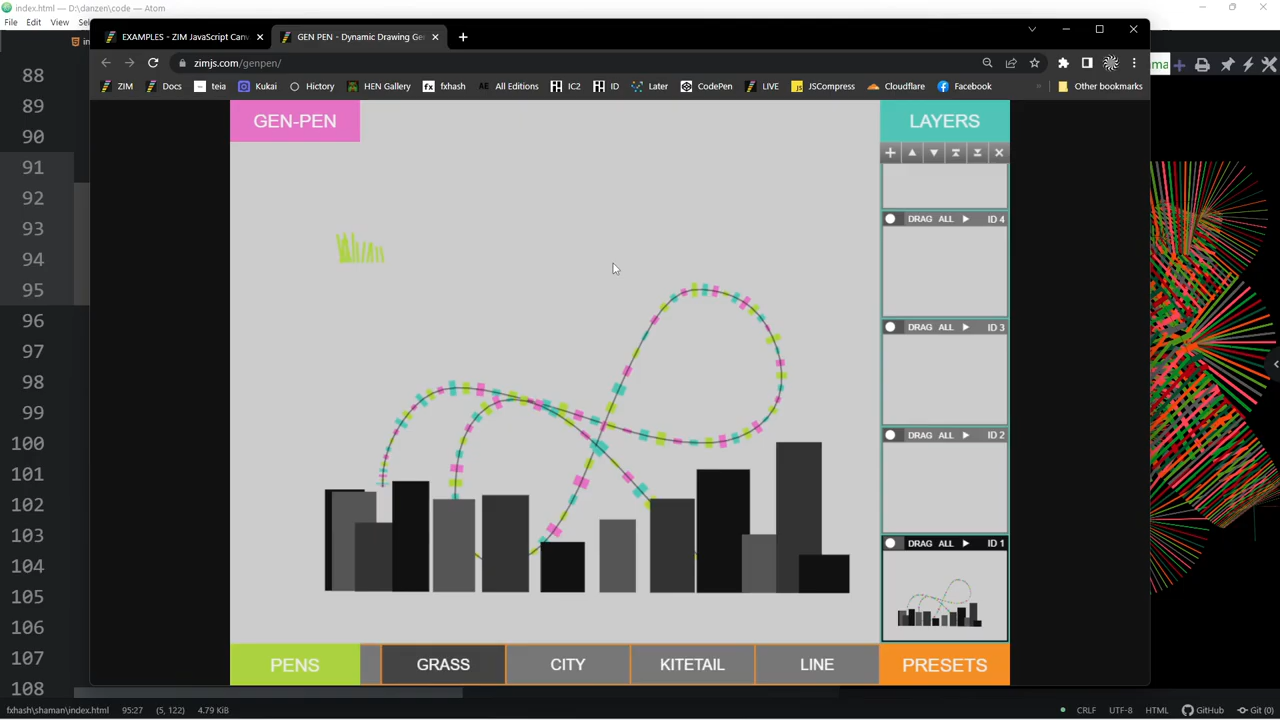 index.html — D:\danzen\code — Atom
File Edit View
EXAMPLES - ZIM JavaScript Canv
GEN PEN - Dynamic Drawing Gen
zimjs.com/genpen/
ZIM Docs teia Kukai Hictory HEN Gallery fxhash All Editions IC2 ID Later CodePen LIVE JSCompress Cloudflare Facebook » Other bookmarks
GEN-PEN
LAYERS
DRAG ALL ID 4
DRAG ALL ID 3
DRAG ALL ID 2
DRAG ALL ID 1
PENS
GRASS
CITY
KITETAIL
LINE
PRESETS
88
89
90
91
92
93
94
95
96
97
98
99
100
101
102
103
104
105
106
107
108
fxhash\shaman\index.html 95:27 (5, 122) 4.79 KiB CRLF UTF-8 HTML GitHub Git (0)